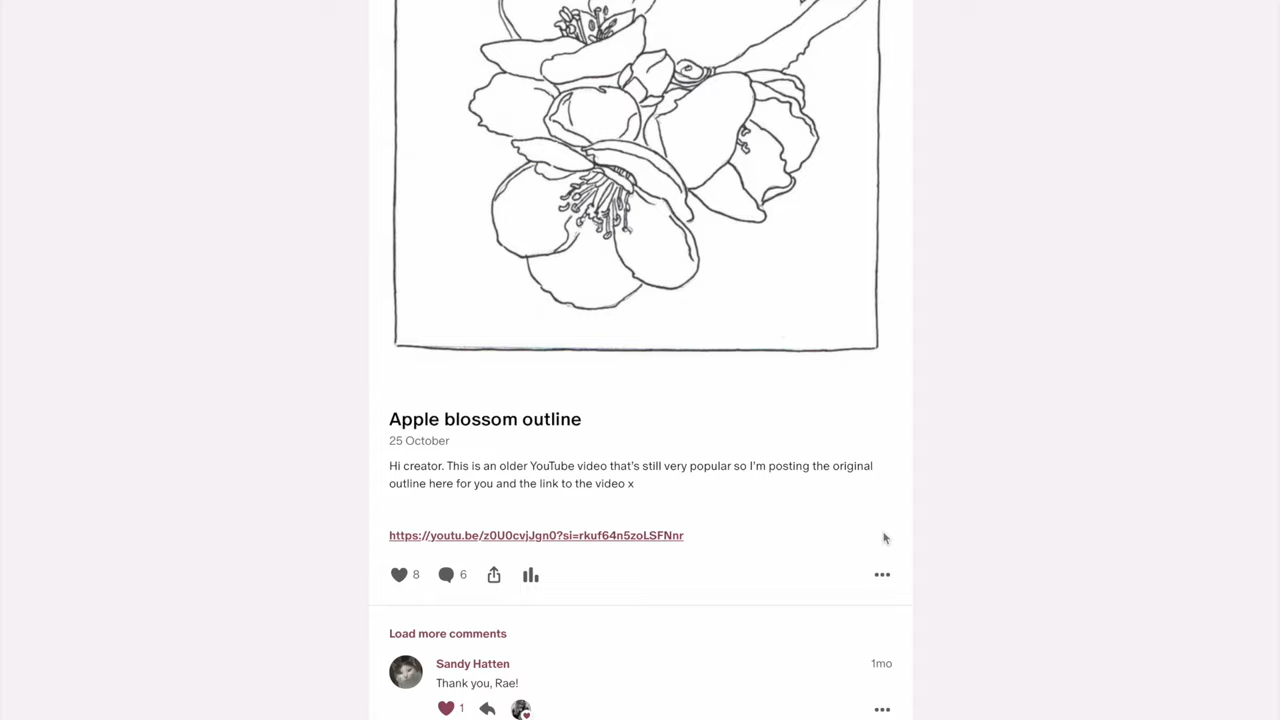 Apple blossom outline
25 October
Hi creator. This is an older YouTube video that's still very popular so I'm posting the original
outline here for you and the link to the video x
https://youtu.be/z0U0cvjJgn0?si=rkuf64n5zoLSFNnr
8 6
Load more comments
Sandy Hatten 1mo
Thank you, Rae!
1